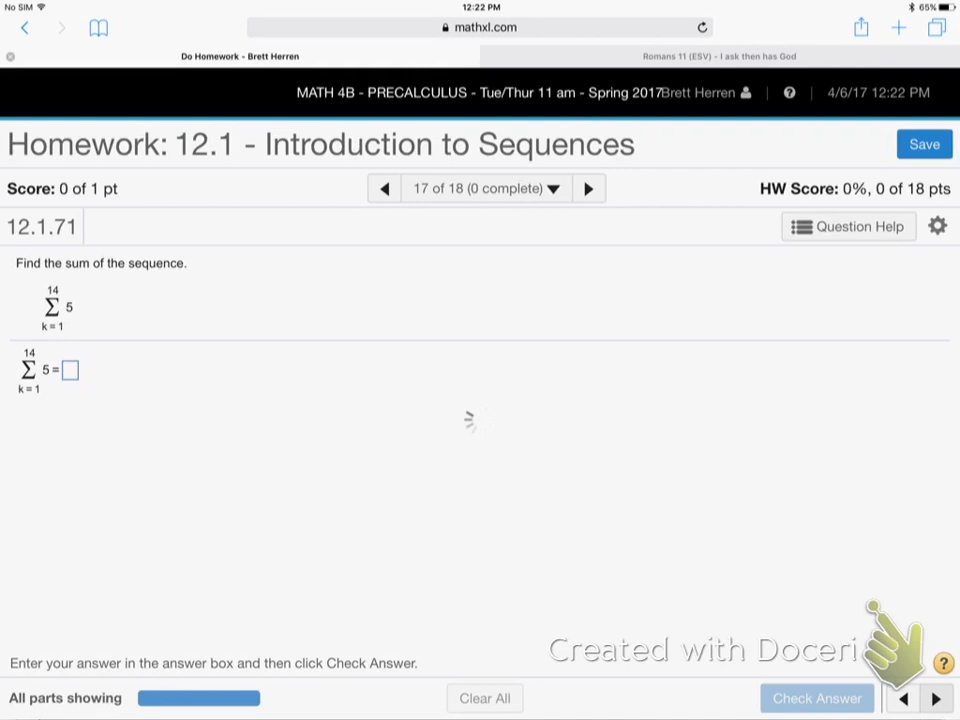 No SIM 12:22 PM 65%
mathxl.com
Do Homework - Brett Herren Romans 11 (ESV) - I ask then has God
MATH 4B - PRECALCULUS - Tue/Thur 11 am - Spring 2017Brett Herren ? 4/6/17 12:22 PM
Homework: 12.1 - Introduction to Sequences Save
Score: 0 of 1 pt 17 of 18 (0 complete) HW Score: 0%, 0 of 18 pts
12.1.71 Question Help
Find the sum of the sequence.
14
Σ 5
k = 1
14
Σ 5 =
k = 1
Created with Doceri
Enter your answer in the answer box and then click Check Answer. ?
All parts showing Clear All Check Answer